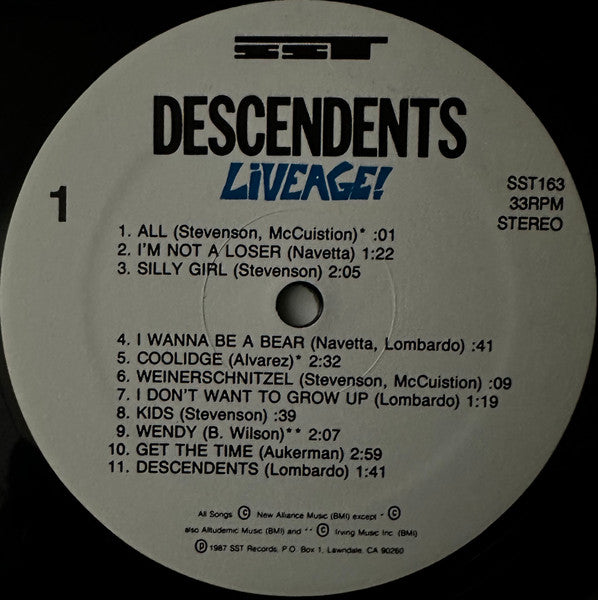 SST
DESCENDENTS
LIVEAGE!
1
SST163
33RPM
STEREO
1. ALL (Stevenson, McCuistion)* :01
2. I'M NOT A LOSER (Navetta) 1:22
3. SILLY GIRL (Stevenson) 2:05
4. I WANNA BE A BEAR (Navetta, Lombardo) :41
5. COOLIDGE (Alvarez)* 2:32
6. WEINERSCHNITZEL (Stevenson, McCuistion) :09
7. I DON'T WANT TO GROW UP (Lombardo) 1:19
8. KIDS (Stevenson) :39
9. WENDY (B. Wilson)** 2:07
10. GET THE TIME (Aukerman) 2:59
11. DESCENDENTS (Lombardo) 1:41
All Songs © New Alliance Music (BMI) except * ©
also Alltudemic Music (BMI) and ** © Irving Music Inc. (BMI)
℗ 1987 SST Records, P.O. Box 1, Lawndale, CA 90260